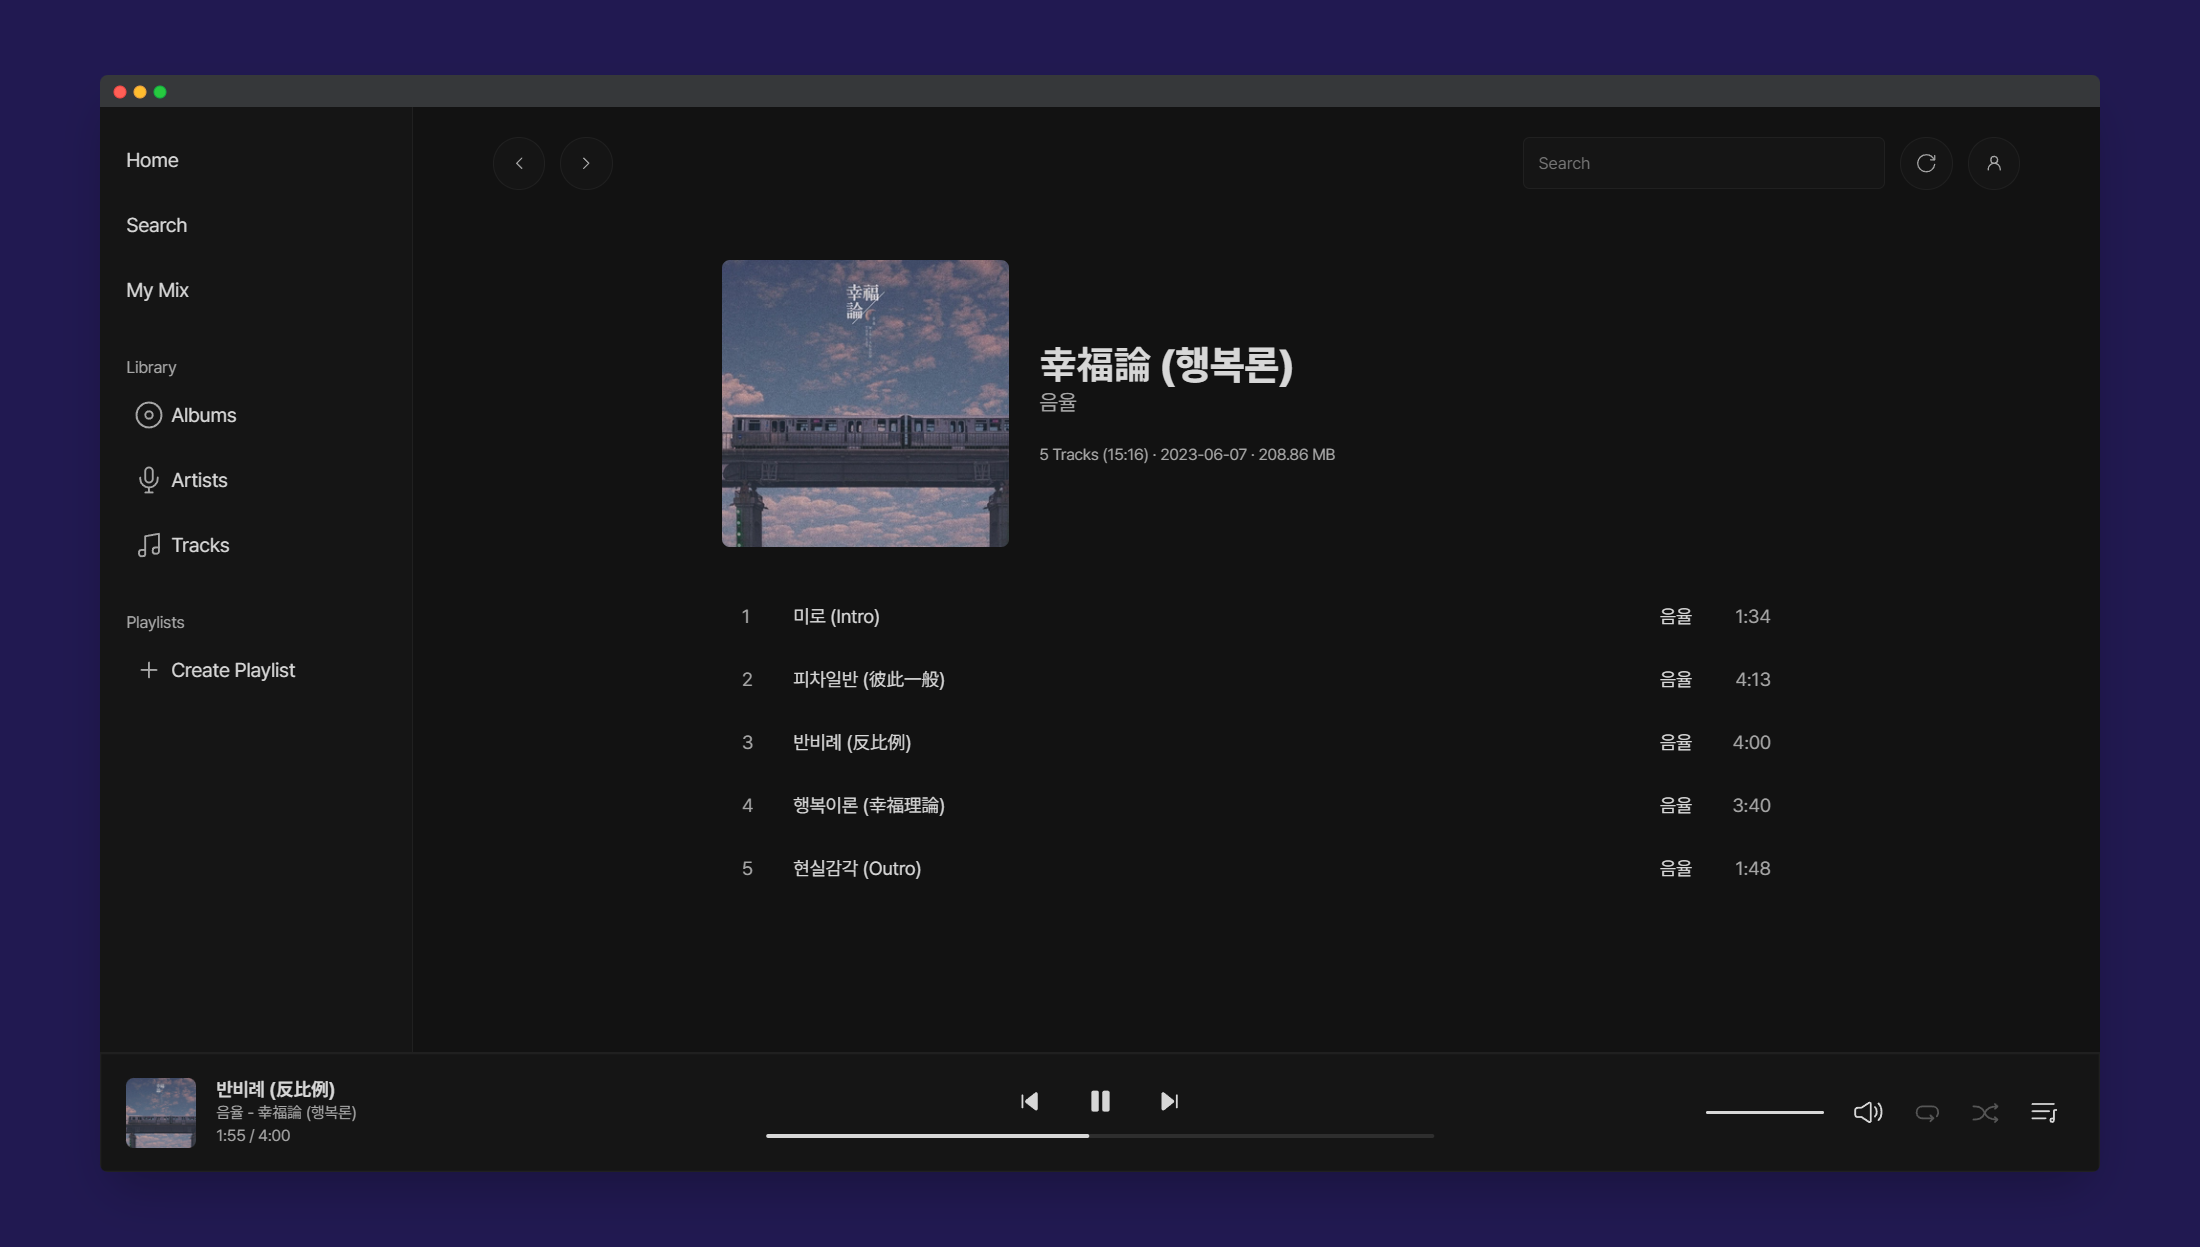 Home
Search
My Mix
Library
Albums
Artists
Tracks
Playlists
Create Playlist
Search
幸福
論
幸福論 (행복론)
음율
5 Tracks (15:16) · 2023-06-07 · 208.86 MB
1 미로 (Intro) 음율 1:34
2 피차일반 (彼此一般) 음율 4:13
3 반비례 (反比例) 음율 4:00
4 행복이론 (幸福理論) 음율 3:40
5 현실감각 (Outro) 음율 1:48
반비례 (反比例)
음율 - 幸福論 (행복론)
1:55 / 4:00